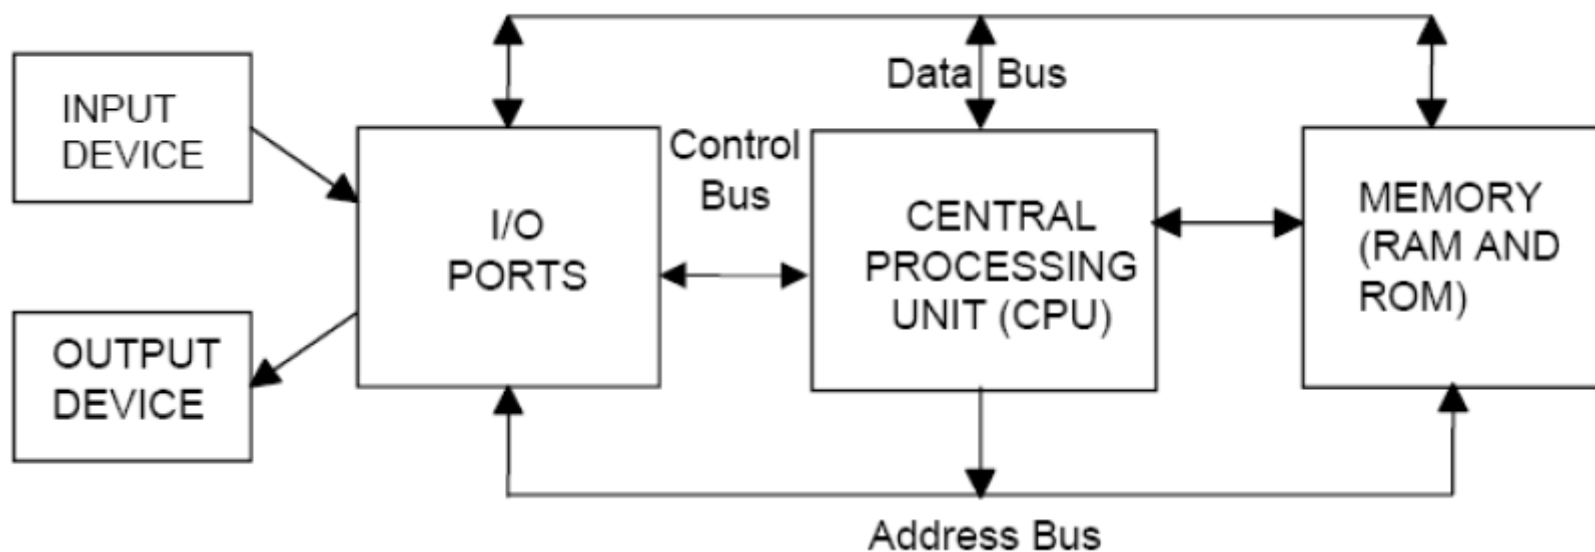 INPUT
DEVICE
OUTPUT
DEVICE
I/O
PORTS
Control
Bus
Data Bus
CENTRAL
PROCESSING
UNIT (CPU)
MEMORY
(RAM AND
ROM)
Address Bus